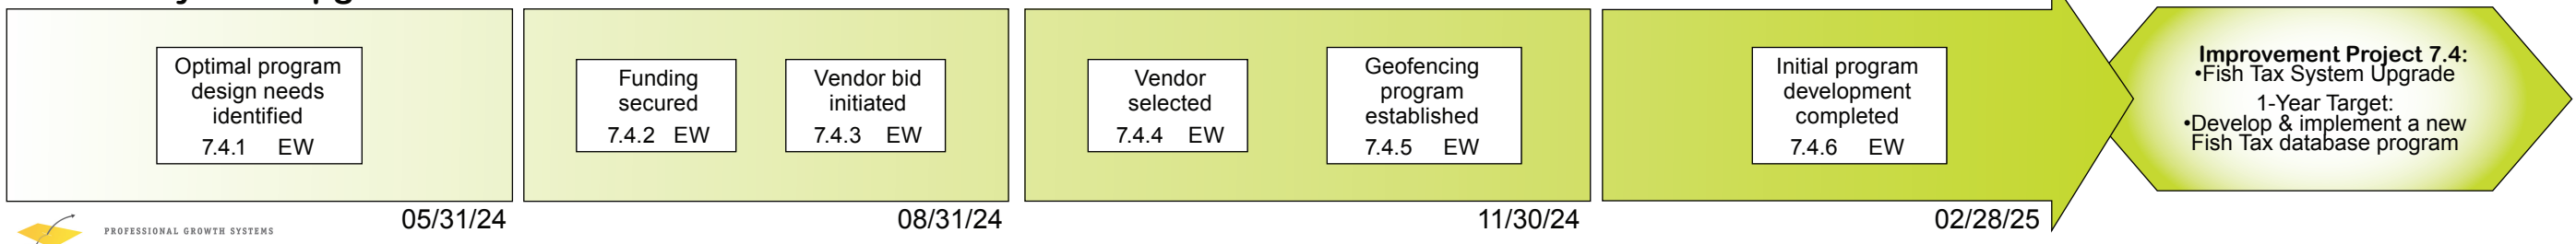 Optimal program
design needs
identified
7.4.1 EW
Funding
secured
7.4.2 EW
Vendor bid
initiated
7.4.3 EW
Vendor
selected
7.4.4 EW
Geofencing
program
established
7.4.5 EW
Initial program
development
completed
7.4.6 EW
Improvement Project 7.4:
•Fish Tax System Upgrade
1-Year Target:
•Develop & implement a new
Fish Tax database program
05/31/24
08/31/24
11/30/24
02/28/25
PROFESSIONAL GROWTH SYSTEMS